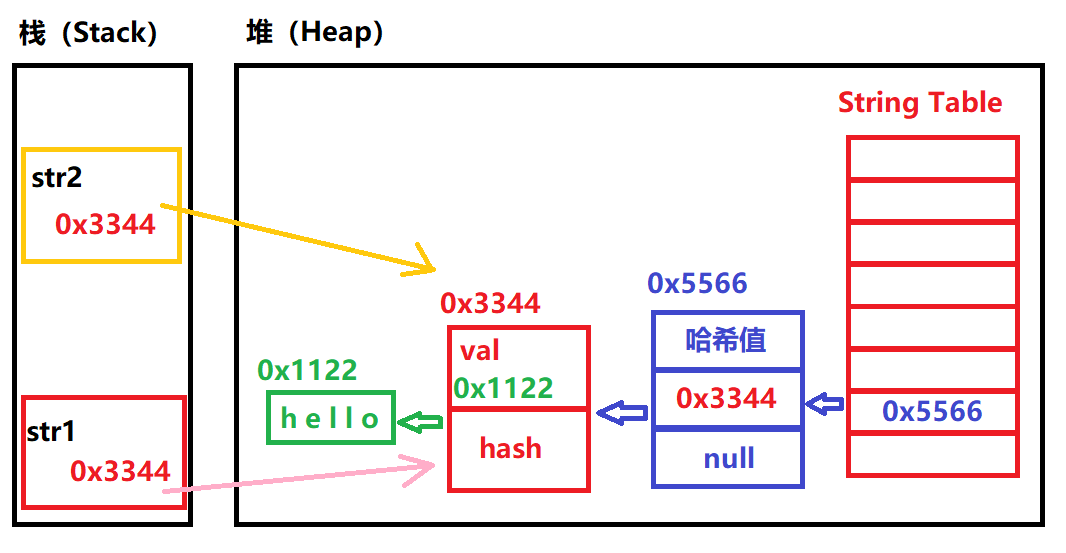 栈（Stack）
堆（Heap）
String Table
str2
0x3344
str1
0x3344
0x1122
h e l l o
0x3344
val
0x1122
hash
0x5566
哈希值
0x3344
null
0x5566